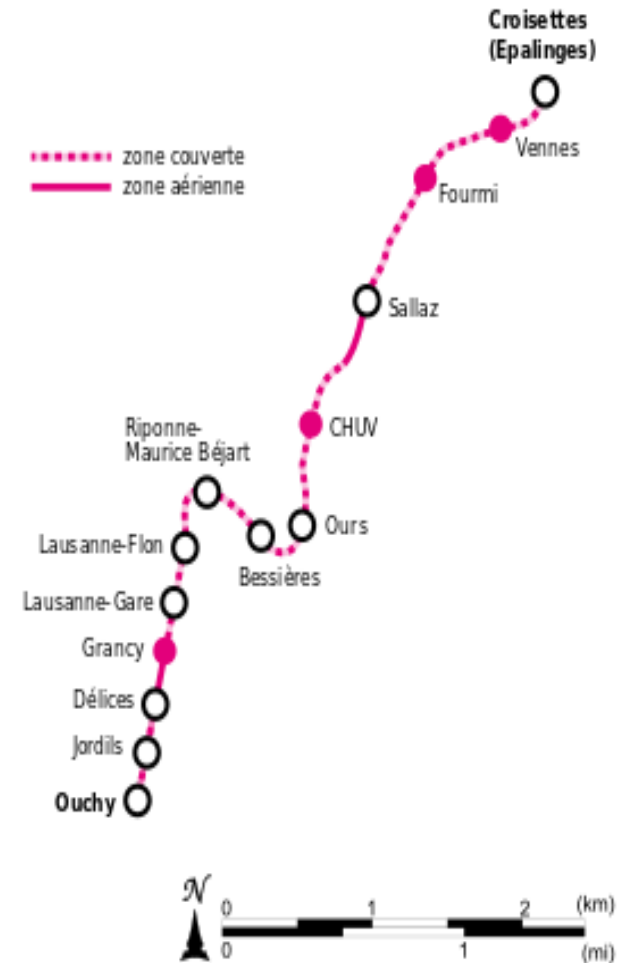 Croisettes
(Epalinges)
Vennes
zone couverte
zone aérienne
Fourmi
Sallaz
Riponne-
Maurice Béjart
CHUV
Lausanne-Flon
Ours
Bessières
Lausanne-Gare
Grancy
Délices
Jordils
Ouchy
N
0 1 2 (km)
0 1 (mi)